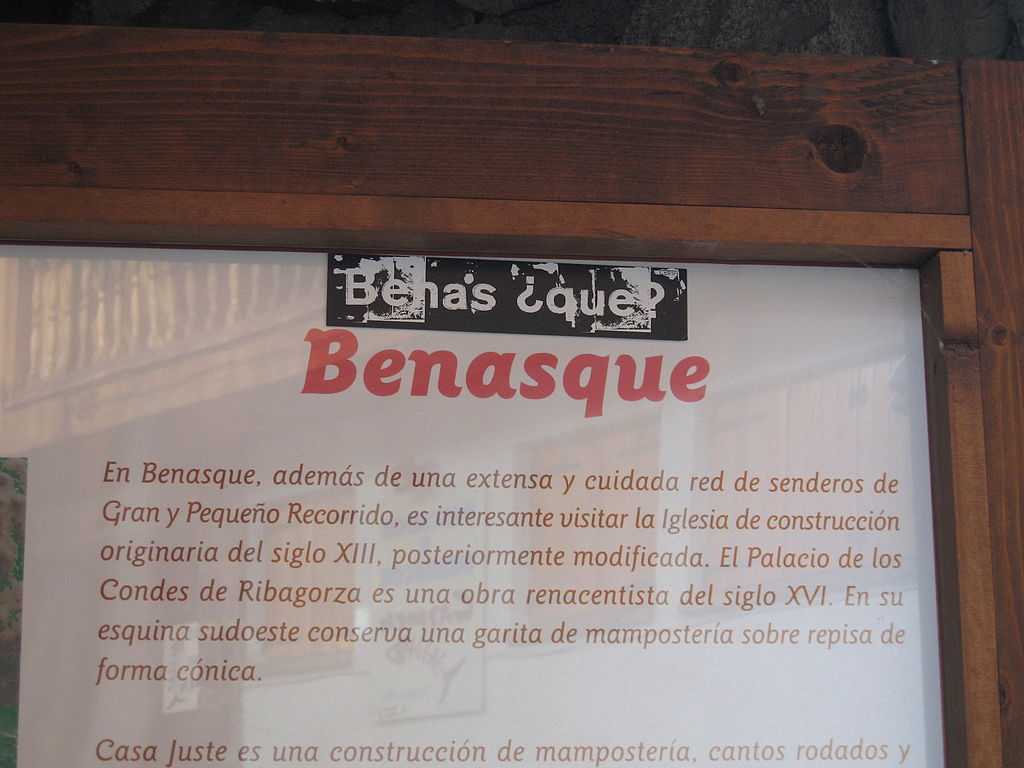 Benas ¿que?
Benasque
En Benasque, además de una extensa y cuidada red de senderos de
Gran y Pequeño Recorrido, es interesante visitar la Iglesia de construcción
originaria del siglo XIII, posteriormente modificada. El Palacio de los
Condes de Ribagorza es una obra renacentista del siglo XVI. En su
esquina sudoeste conserva una garita de mampostería sobre repisa de
forma cónica.
Casa Juste es una construcción de mampostería, cantos rodados y